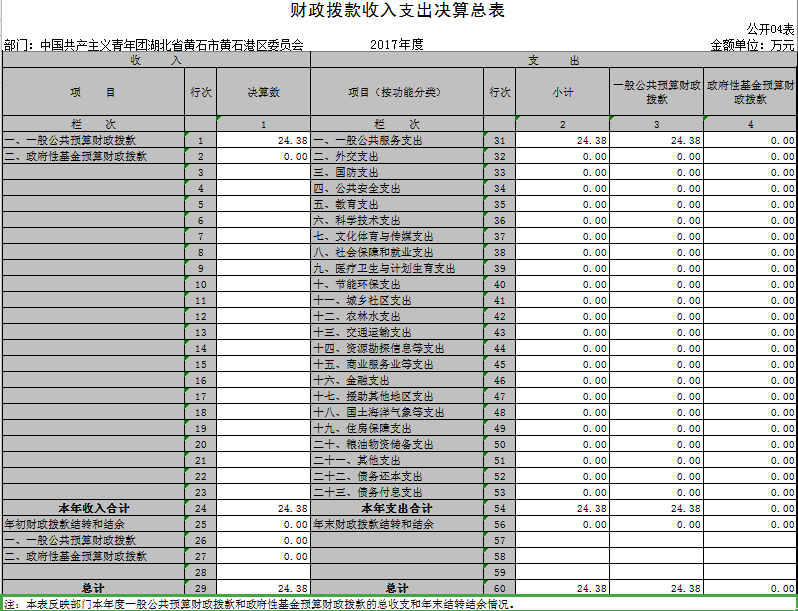 财政拨款收入支出决算总表
公开04表
部门：中国共产主义青年团湖北省黄石市黄石港区委员会 2017年度 金额单位：万元
收 入 支 出
项 目 行次 决算数 项目（按功能分类） 行次 小计 一般公共预算财政拨款 政府性基金预算财政拨款
栏 次 1 栏 次 2 3 4
一、一般公共预算财政拨款 1 24.38 一、一般公共服务支出 31 24.38 24.38 0.00
二、政府性基金预算财政拨款 2 0.00 二、外交支出 32 0.00 0.00 0.00
3 三、国防支出 33 0.00 0.00 0.00
4 四、公共安全支出 34 0.00 0.00 0.00
5 五、教育支出 35 0.00 0.00 0.00
6 六、科学技术支出 36 0.00 0.00 0.00
7 七、文化体育与传媒支出 37 0.00 0.00 0.00
8 八、社会保障和就业支出 38 0.00 0.00 0.00
9 九、医疗卫生与计划生育支出 39 0.00 0.00 0.00
10 十、节能环保支出 40 0.00 0.00 0.00
11 十一、城乡社区支出 41 0.00 0.00 0.00
12 十二、农林水支出 42 0.00 0.00 0.00
13 十三、交通运输支出 43 0.00 0.00 0.00
14 十四、资源勘探信息等支出 44 0.00 0.00 0.00
15 十五、商业服务业等支出 45 0.00 0.00 0.00
16 十六、金融支出 46 0.00 0.00 0.00
17 十七、援助其他地区支出 47 0.00 0.00 0.00
18 十八、国土海洋气象等支出 48 0.00 0.00 0.00
19 十九、住房保障支出 49 0.00 0.00 0.00
20 二十、粮油物资储备支出 50 0.00 0.00 0.00
21 二十一、其他支出 51 0.00 0.00 0.00
22 二十二、债务还本支出 52 0.00 0.00 0.00
23 二十三、债务付息支出 53 0.00 0.00 0.00
本年收入合计 24 24.38 本年支出合计 54 24.38 24.38 0.00
年初财政拨款结转和结余 25 0.00 年末财政拨款结转和结余 56 0.00 0.00 0.00
一、一般公共预算财政拨款 26 0.00 57
二、政府性基金预算财政拨款 27 0.00 58
28 59
总计 29 24.38 总计 60 24.38 24.38 0.00
注：本表反映部门本年度一般公共预算财政拨款和政府性基金预算财政拨款的总收支和年末结转结余情况。